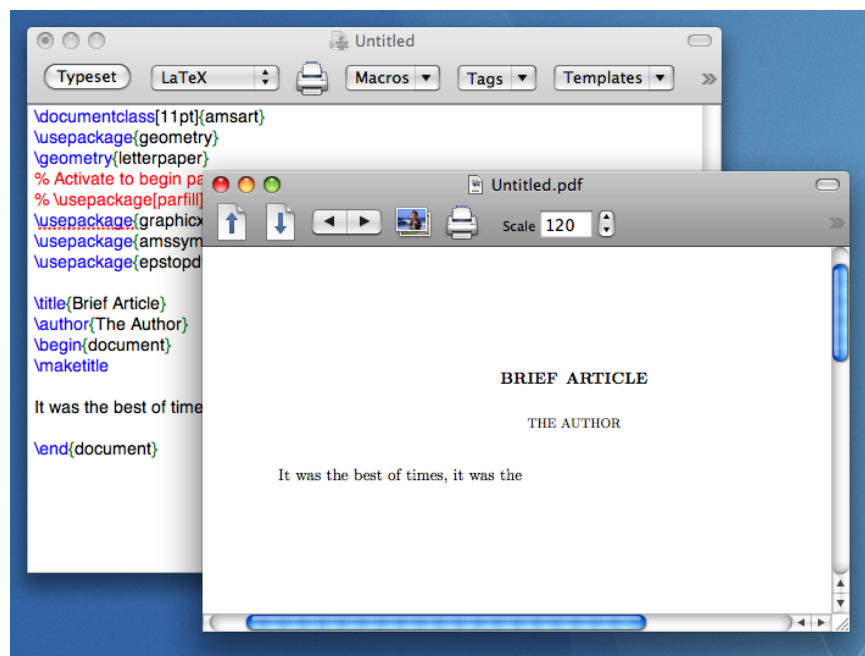 Untitled
Typeset LaTeX Macros Tags Templates »
\documentclass[11pt]{amsart}
\usepackage{geometry}
\geometry{letterpaper}
% Activate to begin pa
% \usepackage[parfill]
\usepackage{graphicx
\usepackage{amssym
\usepackage{epstopd
\title{Brief Article}
\author{The Author}
\begin{document}
\maketitle
It was the best of time
\end{document}
Untitled.pdf
Scale 120 »
BRIEF ARTICLE
THE AUTHOR
It was the best of times, it was the